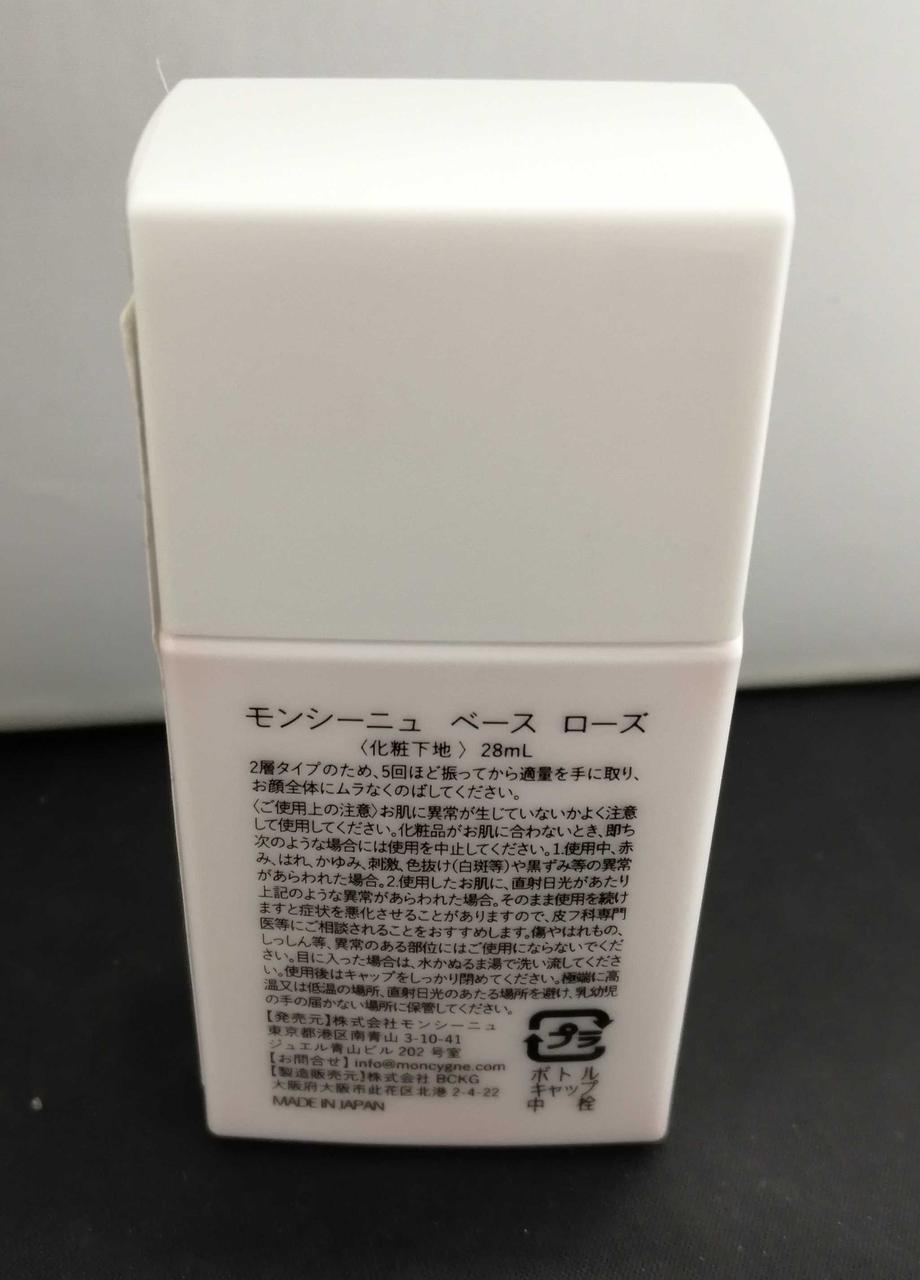 モンシーニュ ベース ローズ
〈化粧下地〉28mL
2層タイプのため、5回ほど振ってから適量を手に取り、
お顔全体にムラなくのばしてください。
〈ご使用上の注意〉お肌に異常が生じていないかよく注意
して使用してください。化粧品がお肌に合わないとき、即ち
次のような場合には使用を中止してください。1.使用中、赤
み、はれ、かゆみ、刺激、色抜け(白斑等)や黒ずみ等の異常
があらわれた場合。2.使用したお肌に、直射日光があたり
上記のような異常があらわれた場合。そのまま使用を続け
ますと症状を悪化させることがありますので、皮フ科専門
医等にご相談されることをおすすめします。傷やはれもの、
しっしん等、異常のある部位にはご使用にならないでくだ
さい。目に入った場合は、水かぬるま湯で洗い流してくださ
い。使用後はキャップをしっかり閉めてください。極端に高
温又は低温の場所、直射日光のあたる場所を避け、乳幼児
の手の届かない場所に保管してください。
【発売元】株式会社モンシーニュ
東京都港区南青山 3-10-41
ジュエル青山ビル 202 号室
【お問合せ】info@moncygne.com
【製造販売元】株式会社 BCKG
大阪府大阪市此花区北港 2-4-22
MADE IN JAPAN
プラ
ボトル
キャップ
中栓